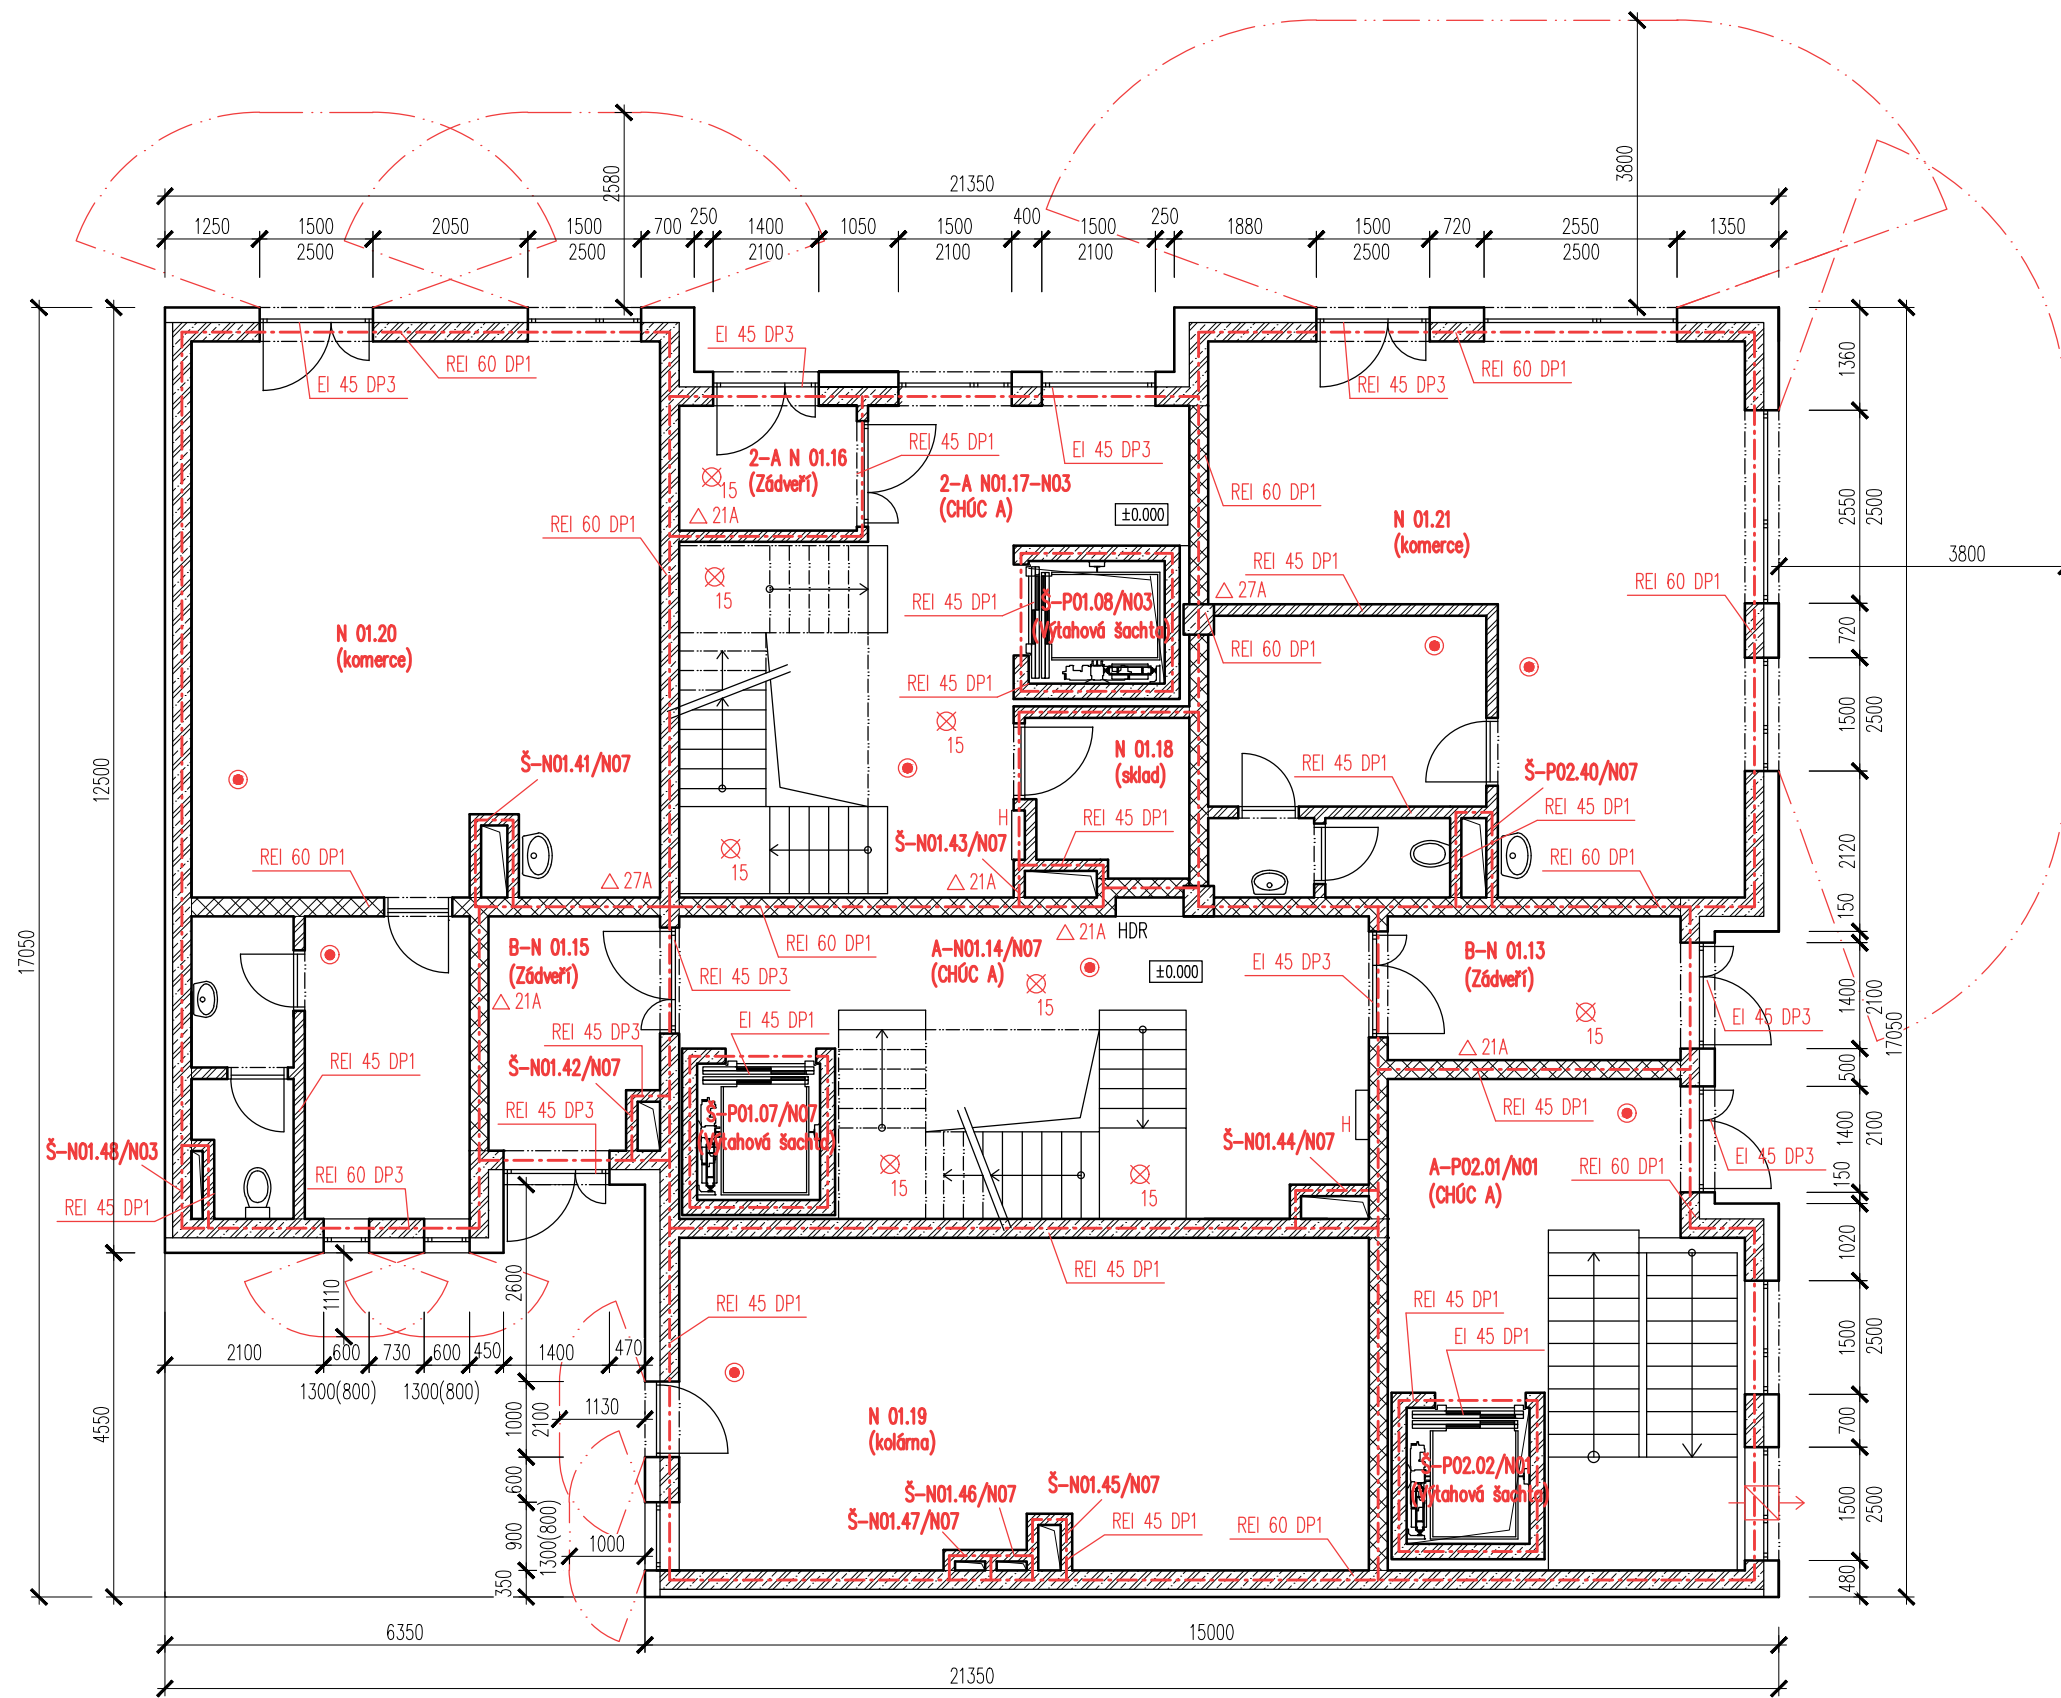 21350
3800
2580
1250
1500
2500
2050
1500
2500
700
250
1400
2100
1050
1500
2100
400
1500
2100
250
1880
1500
2500
720
2550
2500
1350
EI 45 DP3
REI 60 DP1
EI 45 DP3
REI 45 DP3
REI 60 DP1
1360
REI 45 DP1
EI 45 DP3
2-A N 01.16
(Zádveří)
15
21A
2-A N01.17-N03
(CHÚC A)
±0.000
REI 60 DP1
REI 60 DP1
N 01.21
(komerce)
2550
2500
3800
REI 45 DP1
27A
REI 60 DP1
15
REI 45 DP1
Š-P01.08/N03
(Výtahová šachta)
N 01.20
(komerce)
REI 60 DP1
720
REI 45 DP1
15
1500
2500
N 01.18
(sklad)
Š-N01.41/N07
REI 45 DP1
Š-P02.40/N07
REI 45 DP1
12500
H
REI 45 DP1
Š-N01.43/N07
15
REI 60 DP1
REI 60 DP1
2120
27A
21A
150
17050
B-N 01.15
(Zádveří)
21A
REI 60 DP1
A-N01.14/N07
(CHÚC A)
21A
HDR
±0.000
EI 45 DP3
B-N 01.13
(Zádveří)
REI 45 DP3
15
15
1400
2100
EI 45 DP3
17050
REI 45 DP3
EI 45 DP1
21A
500
REI 45 DP1
Š-N01.42/N07
REI 45 DP3
Š-P01.07/N07
(Výtahová šachta)
REI 45 DP1
1400
2100
H
Š-N01.44/N07
EI 45 DP3
Š-N01.48/N03
REI 45 DP1
REI 60 DP3
15
15
A-P02.01/N01
(CHÚC A)
REI 60 DP1
150
1020
REI 45 DP1
1110
2600
REI 45 DP1
REI 45 DP1
EI 45 DP1
1500
2500
2100
600
1300(800)
730
600
1300(800)
450
1400
470
4550
1130
1000
2100
700
N 01.19
(kolárna)
Š-P02.02/N01
(Výtahová šachta)
600
Š-N01.45/N07
Š-N01.46/N07
Š-N01.47/N07
REI 45 DP1
REI 60 DP1
1500
2500
900
1300(800)
1000
350
480
6350
15000
21350